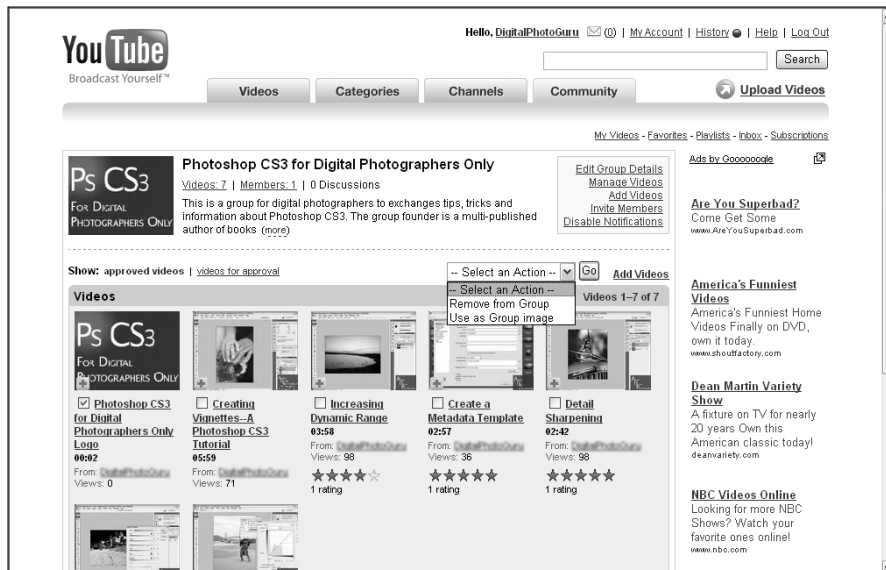 Hello, DigitalPhotoGuru (0) | My Account | History | Help | Log Out
You Tube
Broadcast Yourself™
Search
Videos
Categories
Channels
Community
Upload Videos
My Videos - Favorites - Playlists - Inbox - Subscriptions
Ps CS3
For Digital
Photographers Only
Photoshop CS3 for Digital Photographers Only
Videos: 7 | Members: 1 | 0 Discussions
This is a group for digital photographers to exchanges tips, tricks and
information about Photoshop CS3. The group founder is a multi-published
author of books (more)
Edit Group Details
Manage Videos
Add Videos
Invite Members
Disable Notifications
Show: approved videos | videos for approval
-- Select an Action --
Go
Add Videos
-- Select an Action --
Remove from Group
Use as Group image
Videos
Videos 1–7 of 7
Ps CS3
For Digital
Photographers Only
Photoshop CS3
for Digital
Photographers Only
Logo
00:02
From:
Views: 0
Creating
Vignettes--A
Photoshop CS3
Tutorial
05:59
From:
Views: 71
Increasing
Dynamic Range
03:58
From:
Views: 98
1 rating
Create a
Metadata Template
02:57
From:
Views: 36
1 rating
Detail
Sharpening
02:42
From:
Views: 98
1 rating
Ads by Goooooogle
Are You Superbad?
Come Get Some
www.AreYouSuperbad.com
America's Funniest
Videos
America's Funniest Home
Videos Finally on DVD,
own it today.
www.shoutfactory.com
Dean Martin Variety
Show
A fixture on TV for nearly
20 years Own this
American classic today!
deanvariety.com
NBC Videos Online
Looking for more NBC
Shows? Watch your
favorite ones online!
www.nbc.com